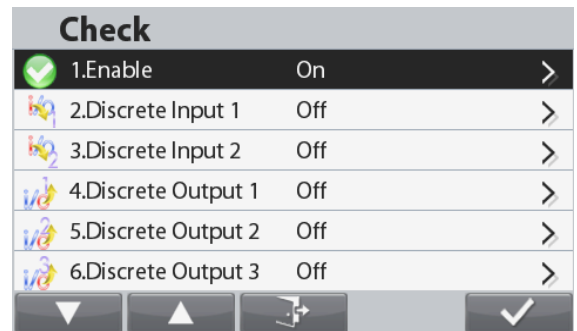 Check
1.Enable On
2.Discrete Input 1 Off
3.Discrete Input 2 Off
4.Discrete Output 1 Off
5.Discrete Output 2 Off
6.Discrete Output 3 Off